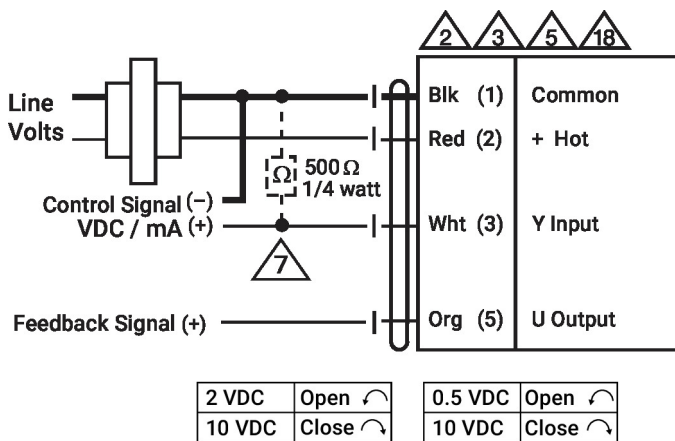 2 3 5 18
Line Volts
Blk (1) Common
Red (2) + Hot
Ω 500 Ω
1/4 watt
Control Signal (−)
VDC / mA (+)
Wht (3) Y Input
7
Feedback Signal (+)
Org (5) U Output
2 VDC Open ↶
10 VDC Close ↷
0.5 VDC Open ↶
10 VDC Close ↷